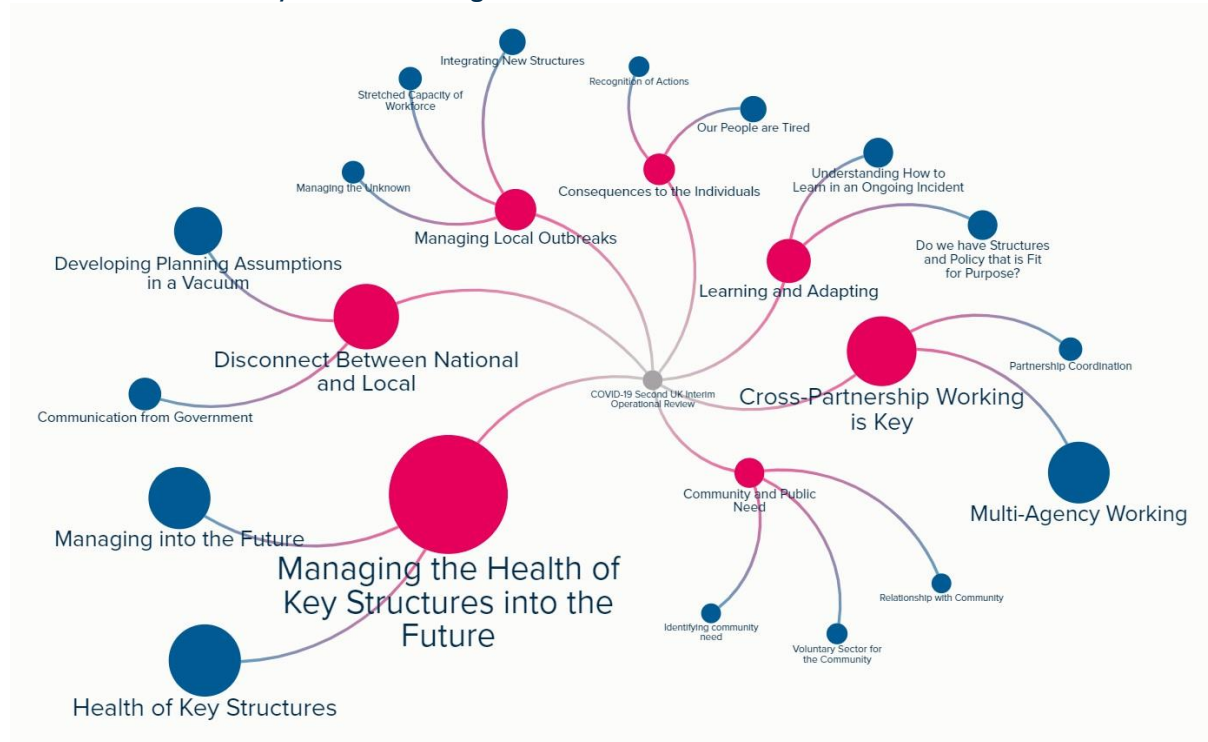 Integrating New Structures
Recognition of Actions
Stretched Capacity of
Workforce
Our People are Tired
Understanding How to
Learn in an Ongoing Incident
Managing the Unknown
Consequences to the Individuals
Managing Local Outbreaks
Do we have Structures
and Policy that is Fit
for Purpose?
Developing Planning Assumptions
in a Vacuum
Learning and Adapting
Disconnect Between National
and Local
Partnership Coordination
COVID-19 Second UK Interim
Operational Review
Cross-Partnership Working
is Key
Communication from Government
Community and Public
Need
Multi-Agency Working
Managing into the Future
Managing the Health of
Key Structures into the
Future
Relationship with Community
Identifying community
need
Voluntary Sector for
the Community
Health of Key Structures